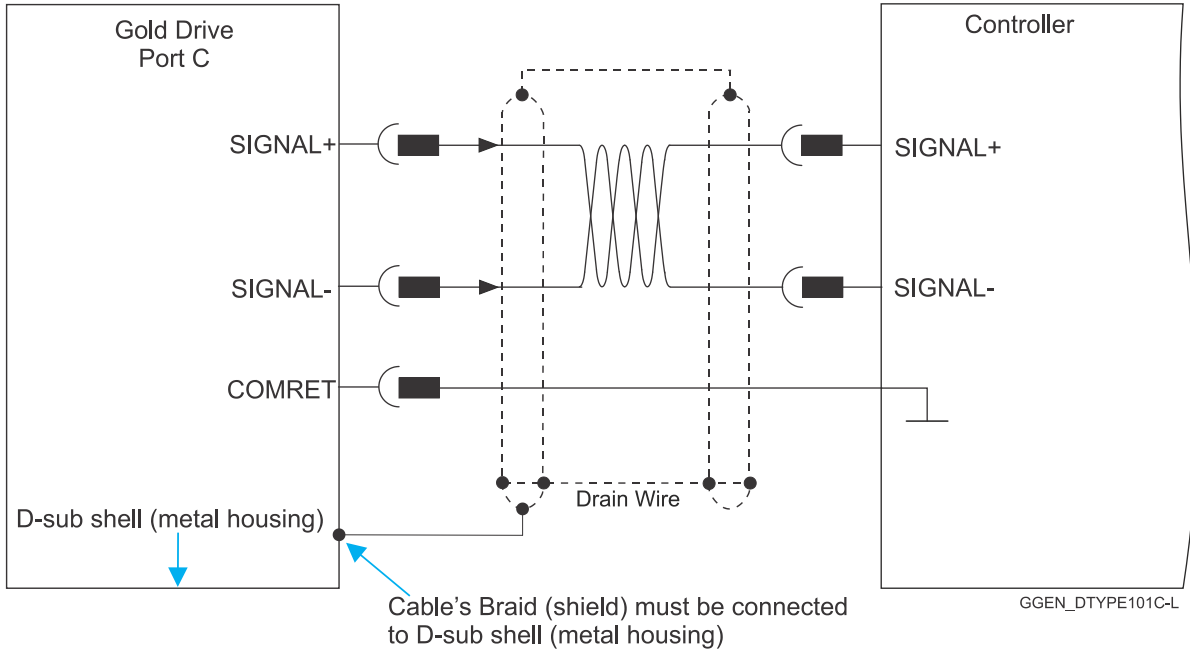 Gold Drive
Port C
Controller
SIGNAL+
SIGNAL+
SIGNAL-
SIGNAL-
COMRET
Drain Wire
D-sub shell (metal housing)
Cable's Braid (shield) must be connected
to D-sub shell (metal housing)
GGEN_DTYPE101C-L